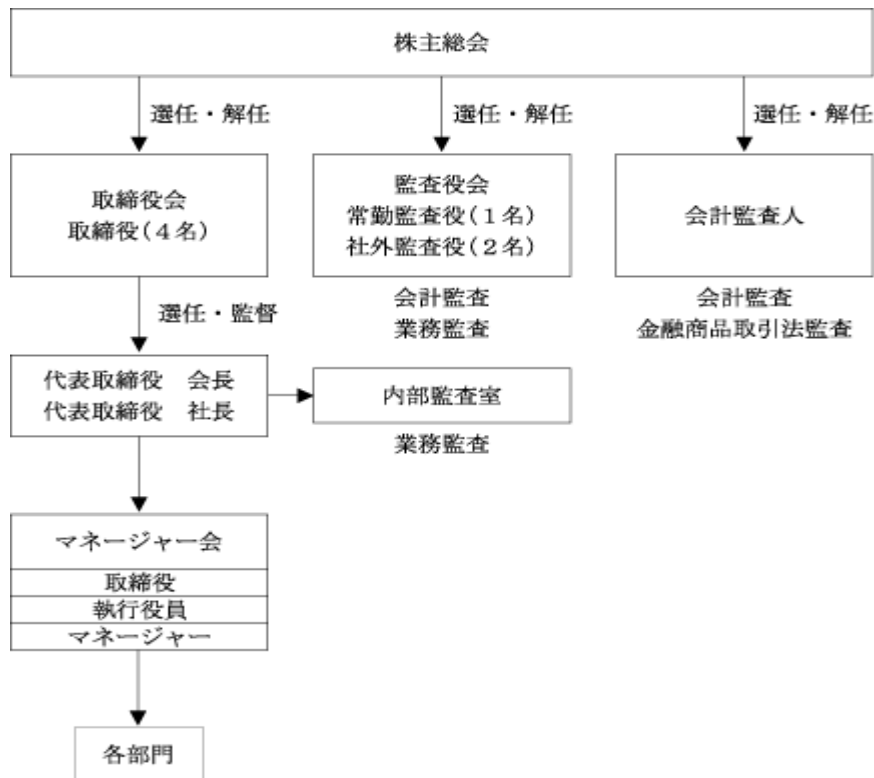 株主総会
選任・解任
選任・解任
選任・解任
取締役会
取締役(4名)
監査役会
常勤監査役(1名)
社外監査役(2名)
会計監査人
会計監査
業務監査
会計監査
金融商品取引法監査
選任・監督
代表取締役　会長
代表取締役　社長
内部監査室
業務監査
マネージャー会
取締役
執行役員
マネージャー
各部門